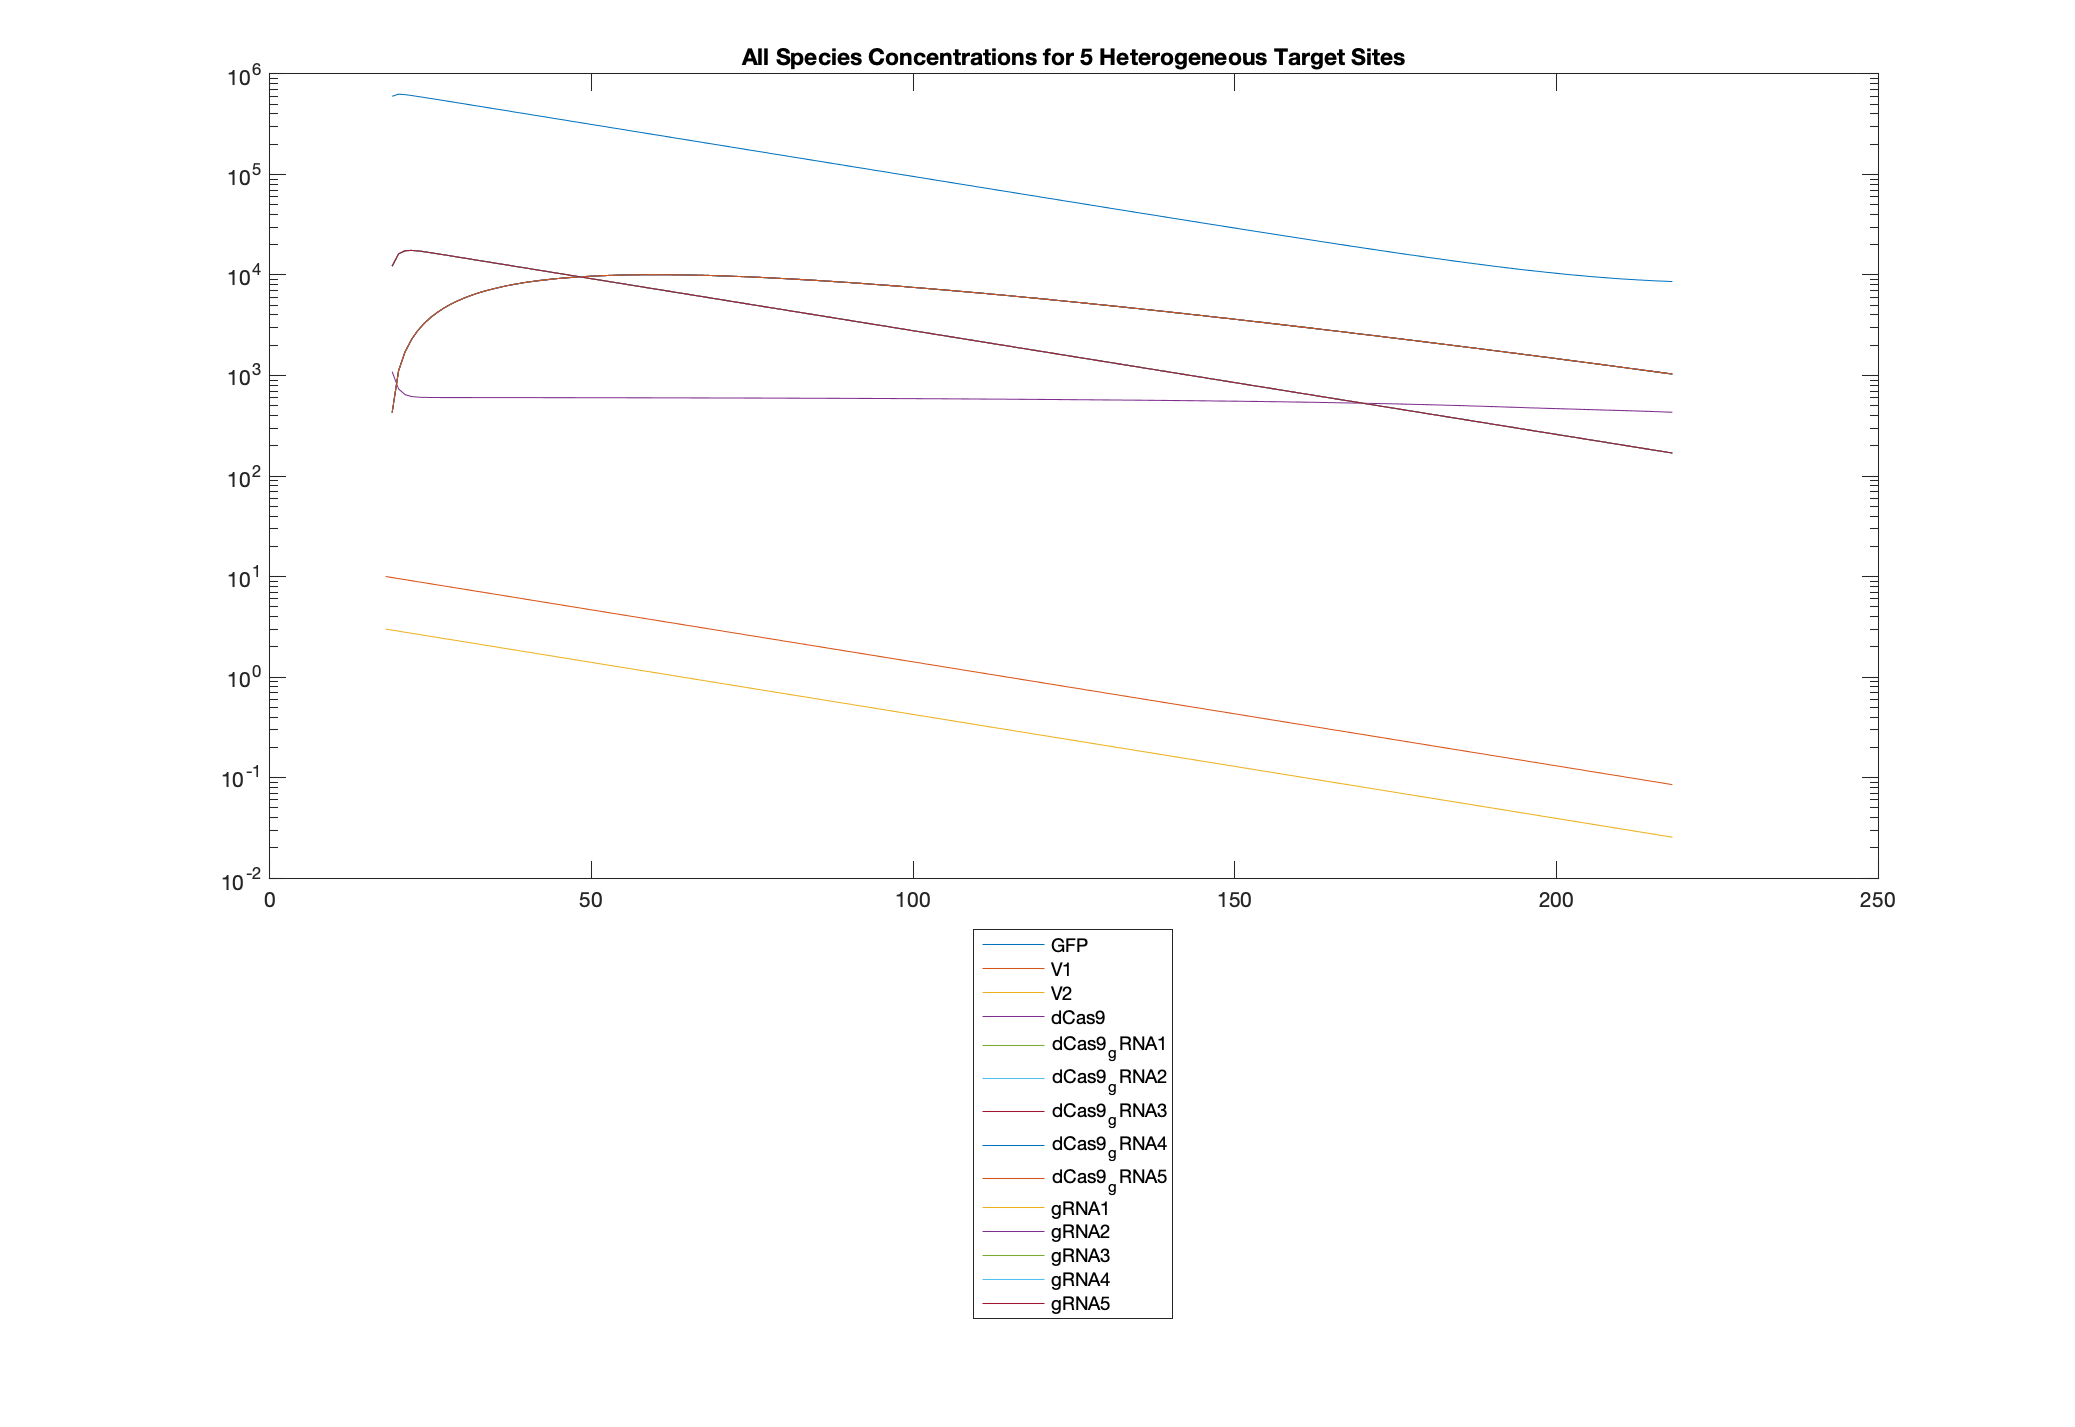 All Species Concentrations for 5 Heterogeneous Target Sites
10^6
10^5
10^4
10^3
10^2
10^1
10^0
10^-1
10^-2
0 50 100 150 200 250
GFP
V1
V2
dCas9
dCas9_gRNA1
dCas9_gRNA2
dCas9_gRNA3
dCas9_gRNA4
dCas9_gRNA5
gRNA1
gRNA2
gRNA3
gRNA4
gRNA5